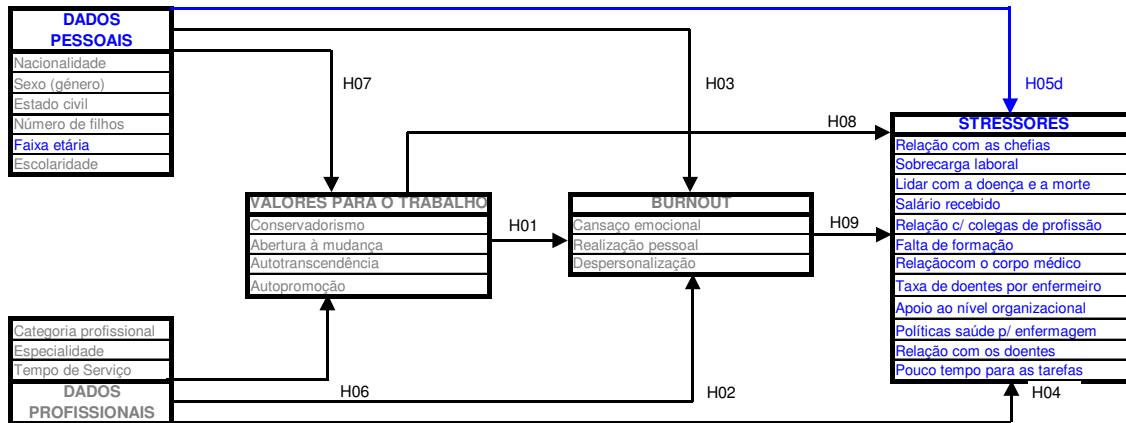 DADOS
PESSOAIS
Nacionalidade
Sexo (género)
Estado civil
Número de filhos
Faixa etária
Escolaridade
H07
H03
H05d
H08
STRESSORES
Relação com as chefias
Sobrecarga laboral
Lidar com a doença e a morte
Salário recebido
Relação c/ colegas de profissão
Falta de formação
Relaçãocom o corpo médico
Taxa de doentes por enfermeiro
Apoio ao nível organizacional
Políticas saúde p/ enfermagem
Relação com os doentes
Pouco tempo para as tarefas
VALORES PARA O TRABALHO
Conservadorismo
Abertura à mudança
Autotranscendência
Autopromoção
H01
BURNOUT
Cansaço emocional
Realização pessoal
Despersonalização
H09
Categoria profissional
Especialidade
Tempo de Serviço
DADOS
PROFISSIONAIS
H06
H02
H04